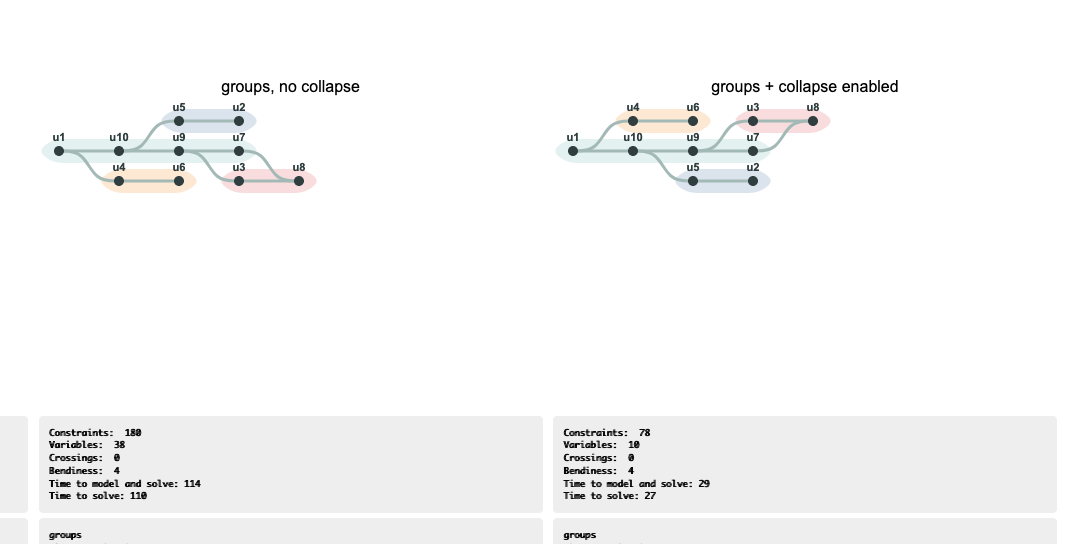 groups, no collapse
u5 u2
u1 u10 u9 u7
u4 u6 u3 u8
groups + collapse enabled
u4 u6 u3 u8
u1 u10 u9 u7
u5 u2
Constraints: 180
Variables: 38
Crossings: 0
Bendiness: 4
Time to model and solve: 114
Time to solve: 110
Constraints: 78
Variables: 10
Crossings: 0
Bendiness: 4
Time to model and solve: 29
Time to solve: 27
groups
groups